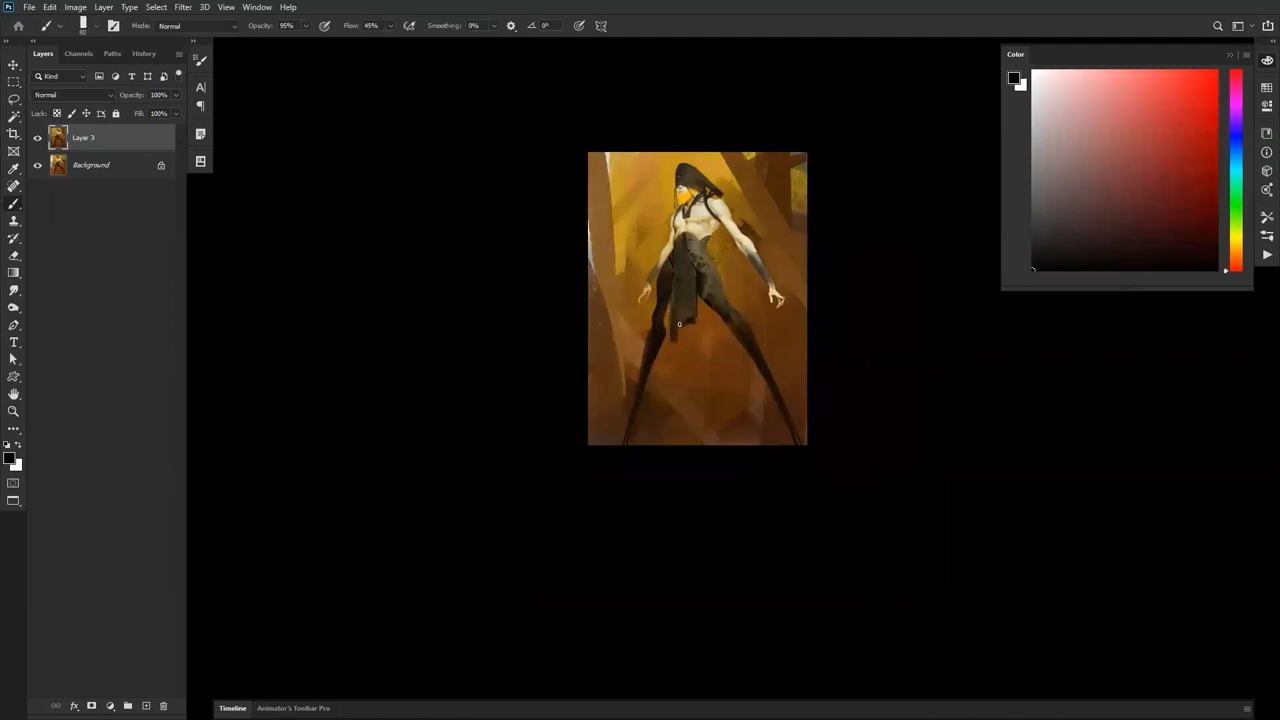 Ps File Edit Image Layer Type Select Filter 3D View Window Help
80 Mode: Normal Opacity: 95% Flow: 45% Smoothing: 0% 0°
Layers Channels Paths History
Kind
Normal Opacity: 100%
Lock: Fill: 100%
Layer 3
Background
Color
Timeline Animator's Toolbar Pro